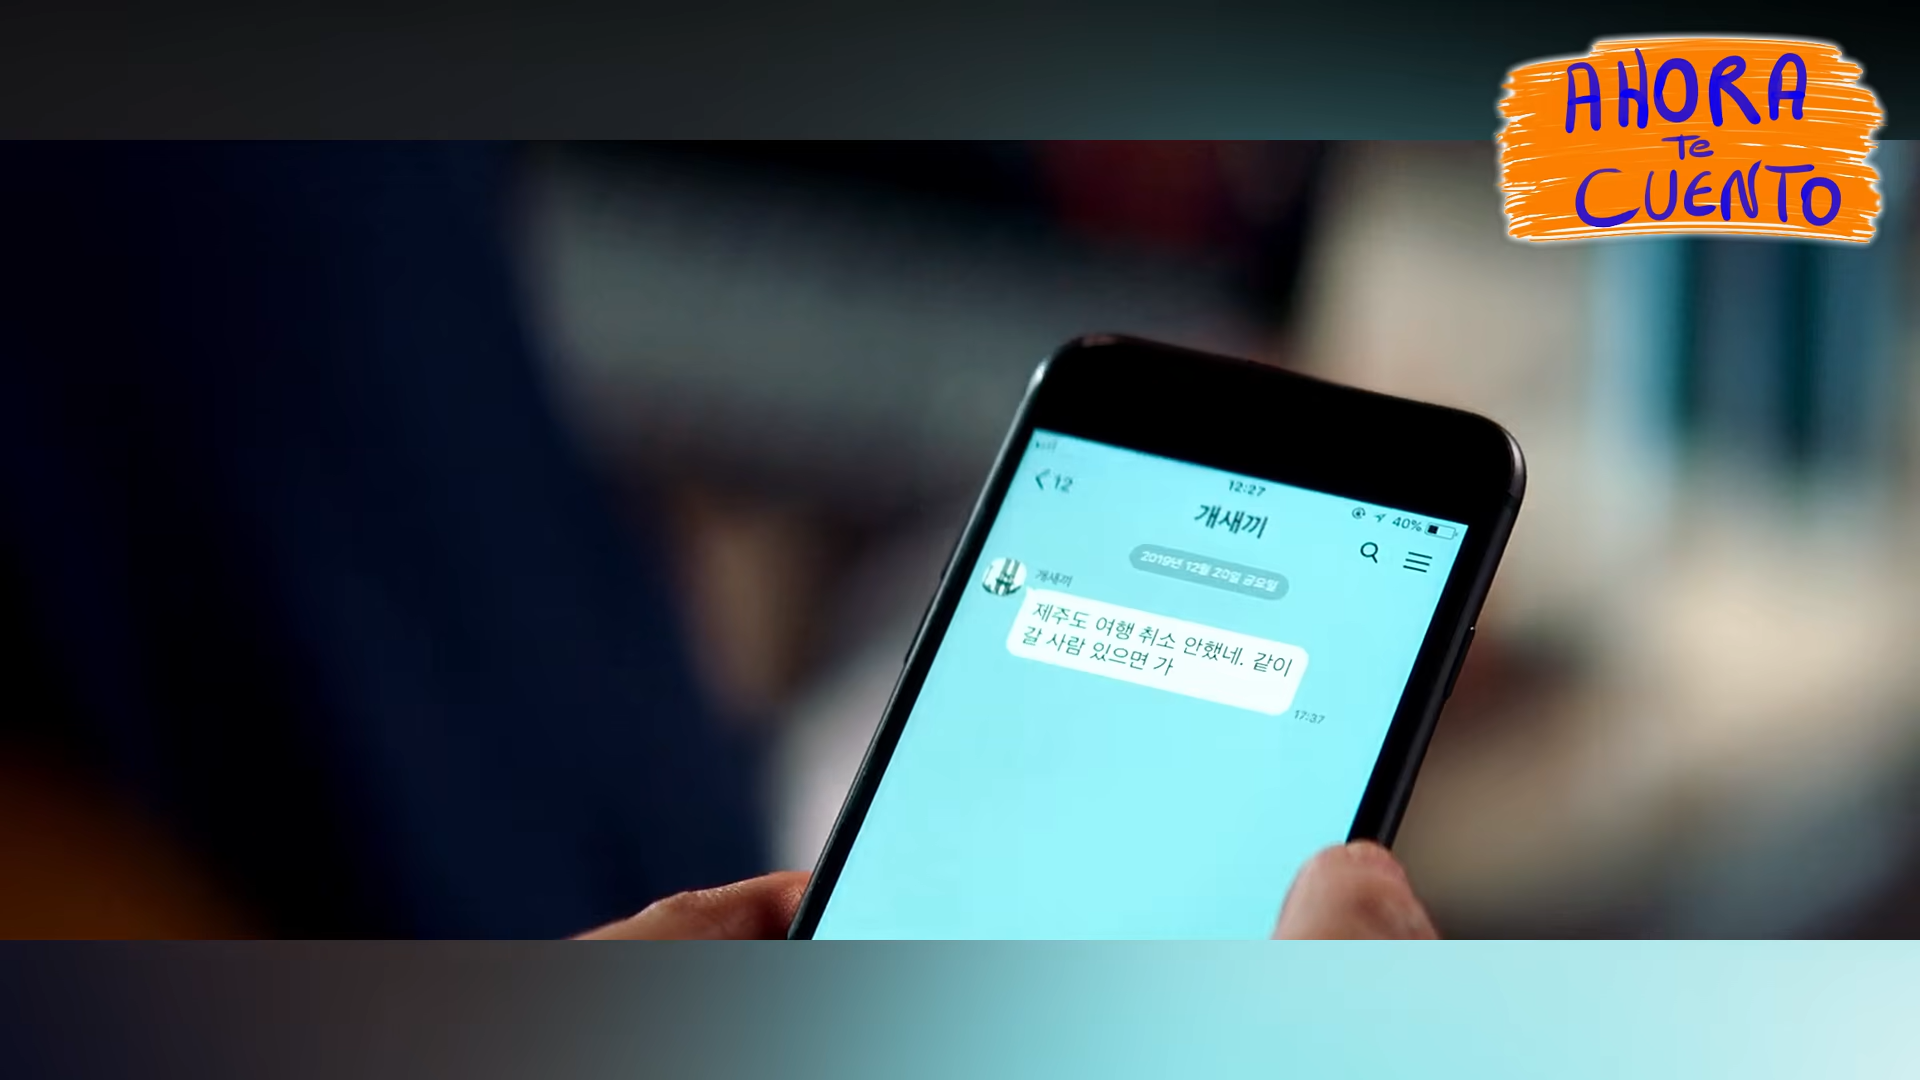 AHORA
Te
CUENTO
12
12:27
40%
개새끼
2019년 12월 20일 금요일
개새끼
제주도 여행 취소 안했네. 같이
갈 사람 있으면 가
17:37